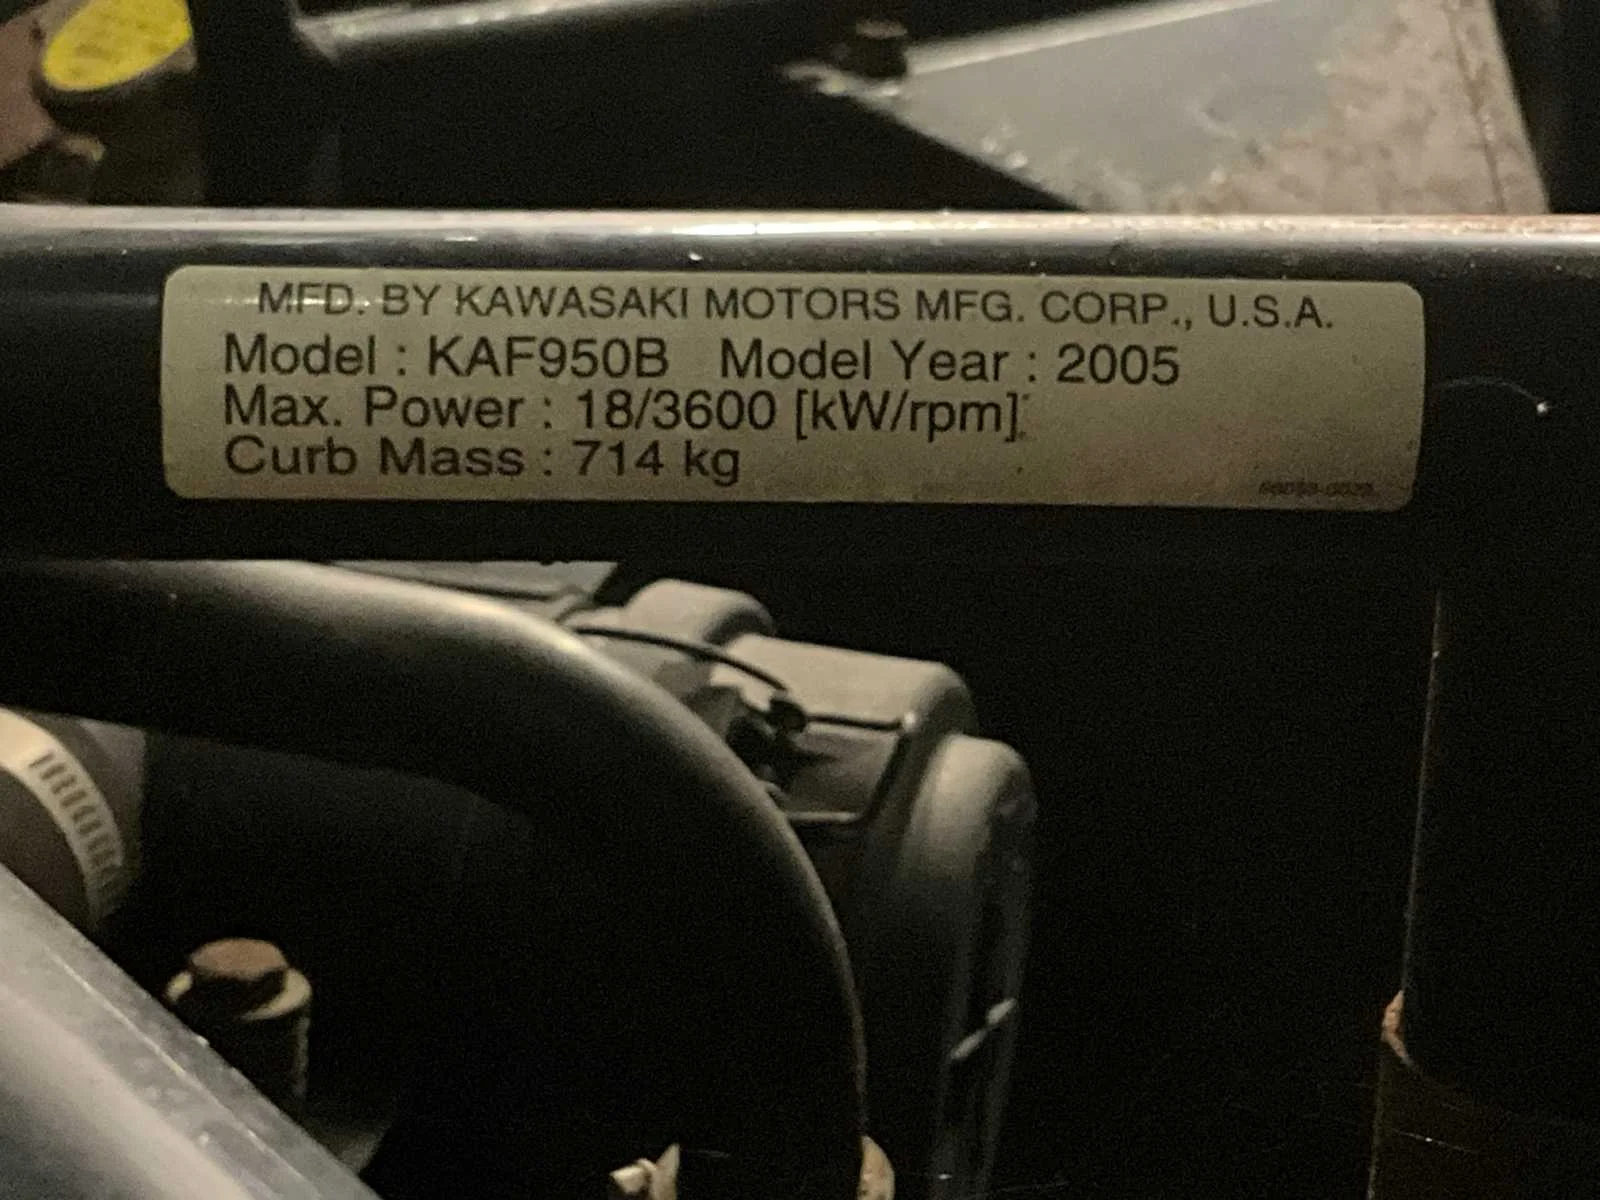 MFD. BY KAWASAKI MOTORS MFG. CORP., U.S.A.
Model : KAF950B Model Year : 2005
Max. Power : 18/3600 [kW/rpm]
Curb Mass : 714 kg